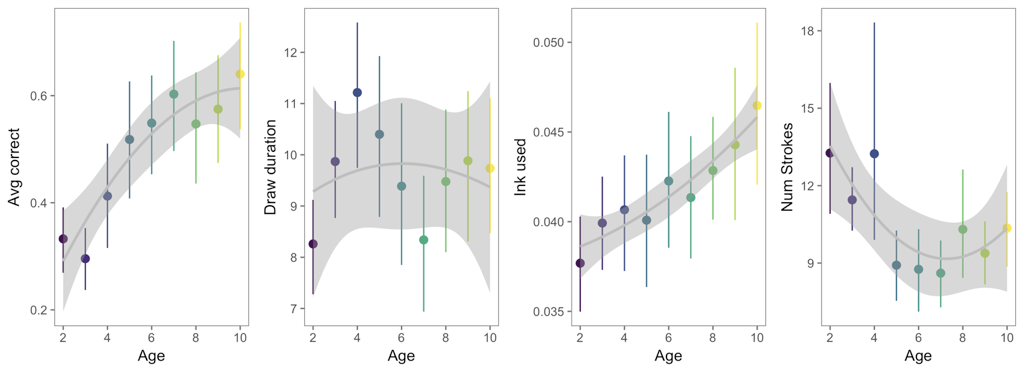 Avg correct
0.6
0.4
0.2
2 4 6 8 10
Age
Draw duration
12
11
10
9
8
7
2 4 6 8 10
Age
Ink used
0.050
0.045
0.040
0.035
2 4 6 8 10
Age
Num Strokes
18
15
12
9
2 4 6 8 10
Age